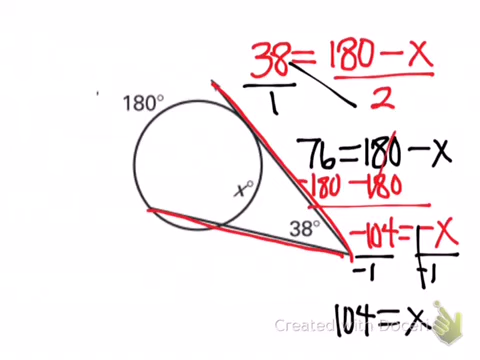 38 = 180 - x
1 2
180°
76 = 180 - x
-180 -180
x°
38°
-104 = -x
-1 -1
104 = x
Created with Doceri